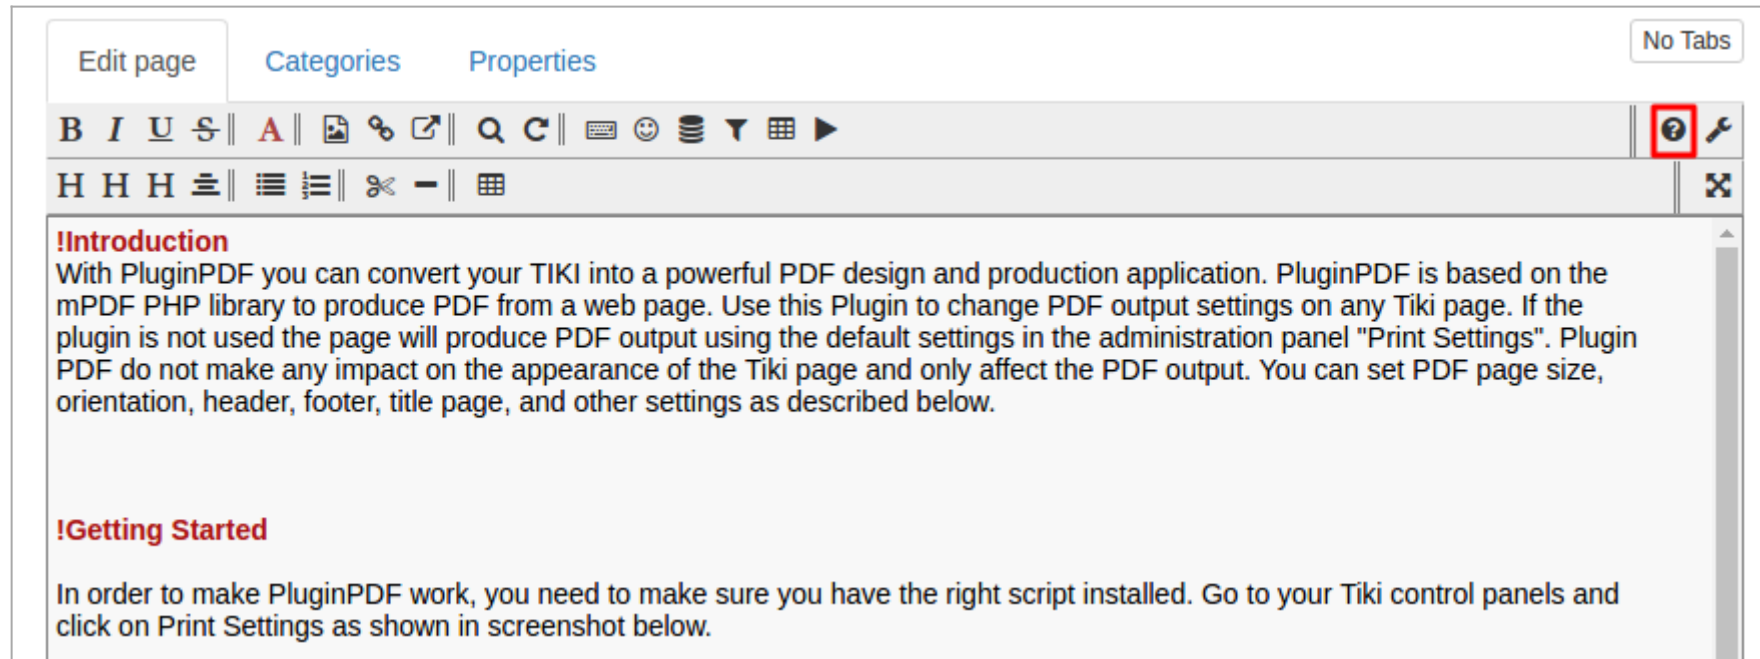 Edit page Categories Properties No Tabs
B I U S A
H H H
!Introduction
With PluginPDF you can convert your TIKI into a powerful PDF design and production application. PluginPDF is based on the
mPDF PHP library to produce PDF from a web page. Use this Plugin to change PDF output settings on any Tiki page. If the
plugin is not used the page will produce PDF output using the default settings in the administration panel "Print Settings". Plugin
PDF do not make any impact on the appearance of the Tiki page and only affect the PDF output. You can set PDF page size,
orientation, header, footer, title page, and other settings as described below.
!Getting Started
In order to make PluginPDF work, you need to make sure you have the right script installed. Go to your Tiki control panels and
click on Print Settings as shown in screenshot below.